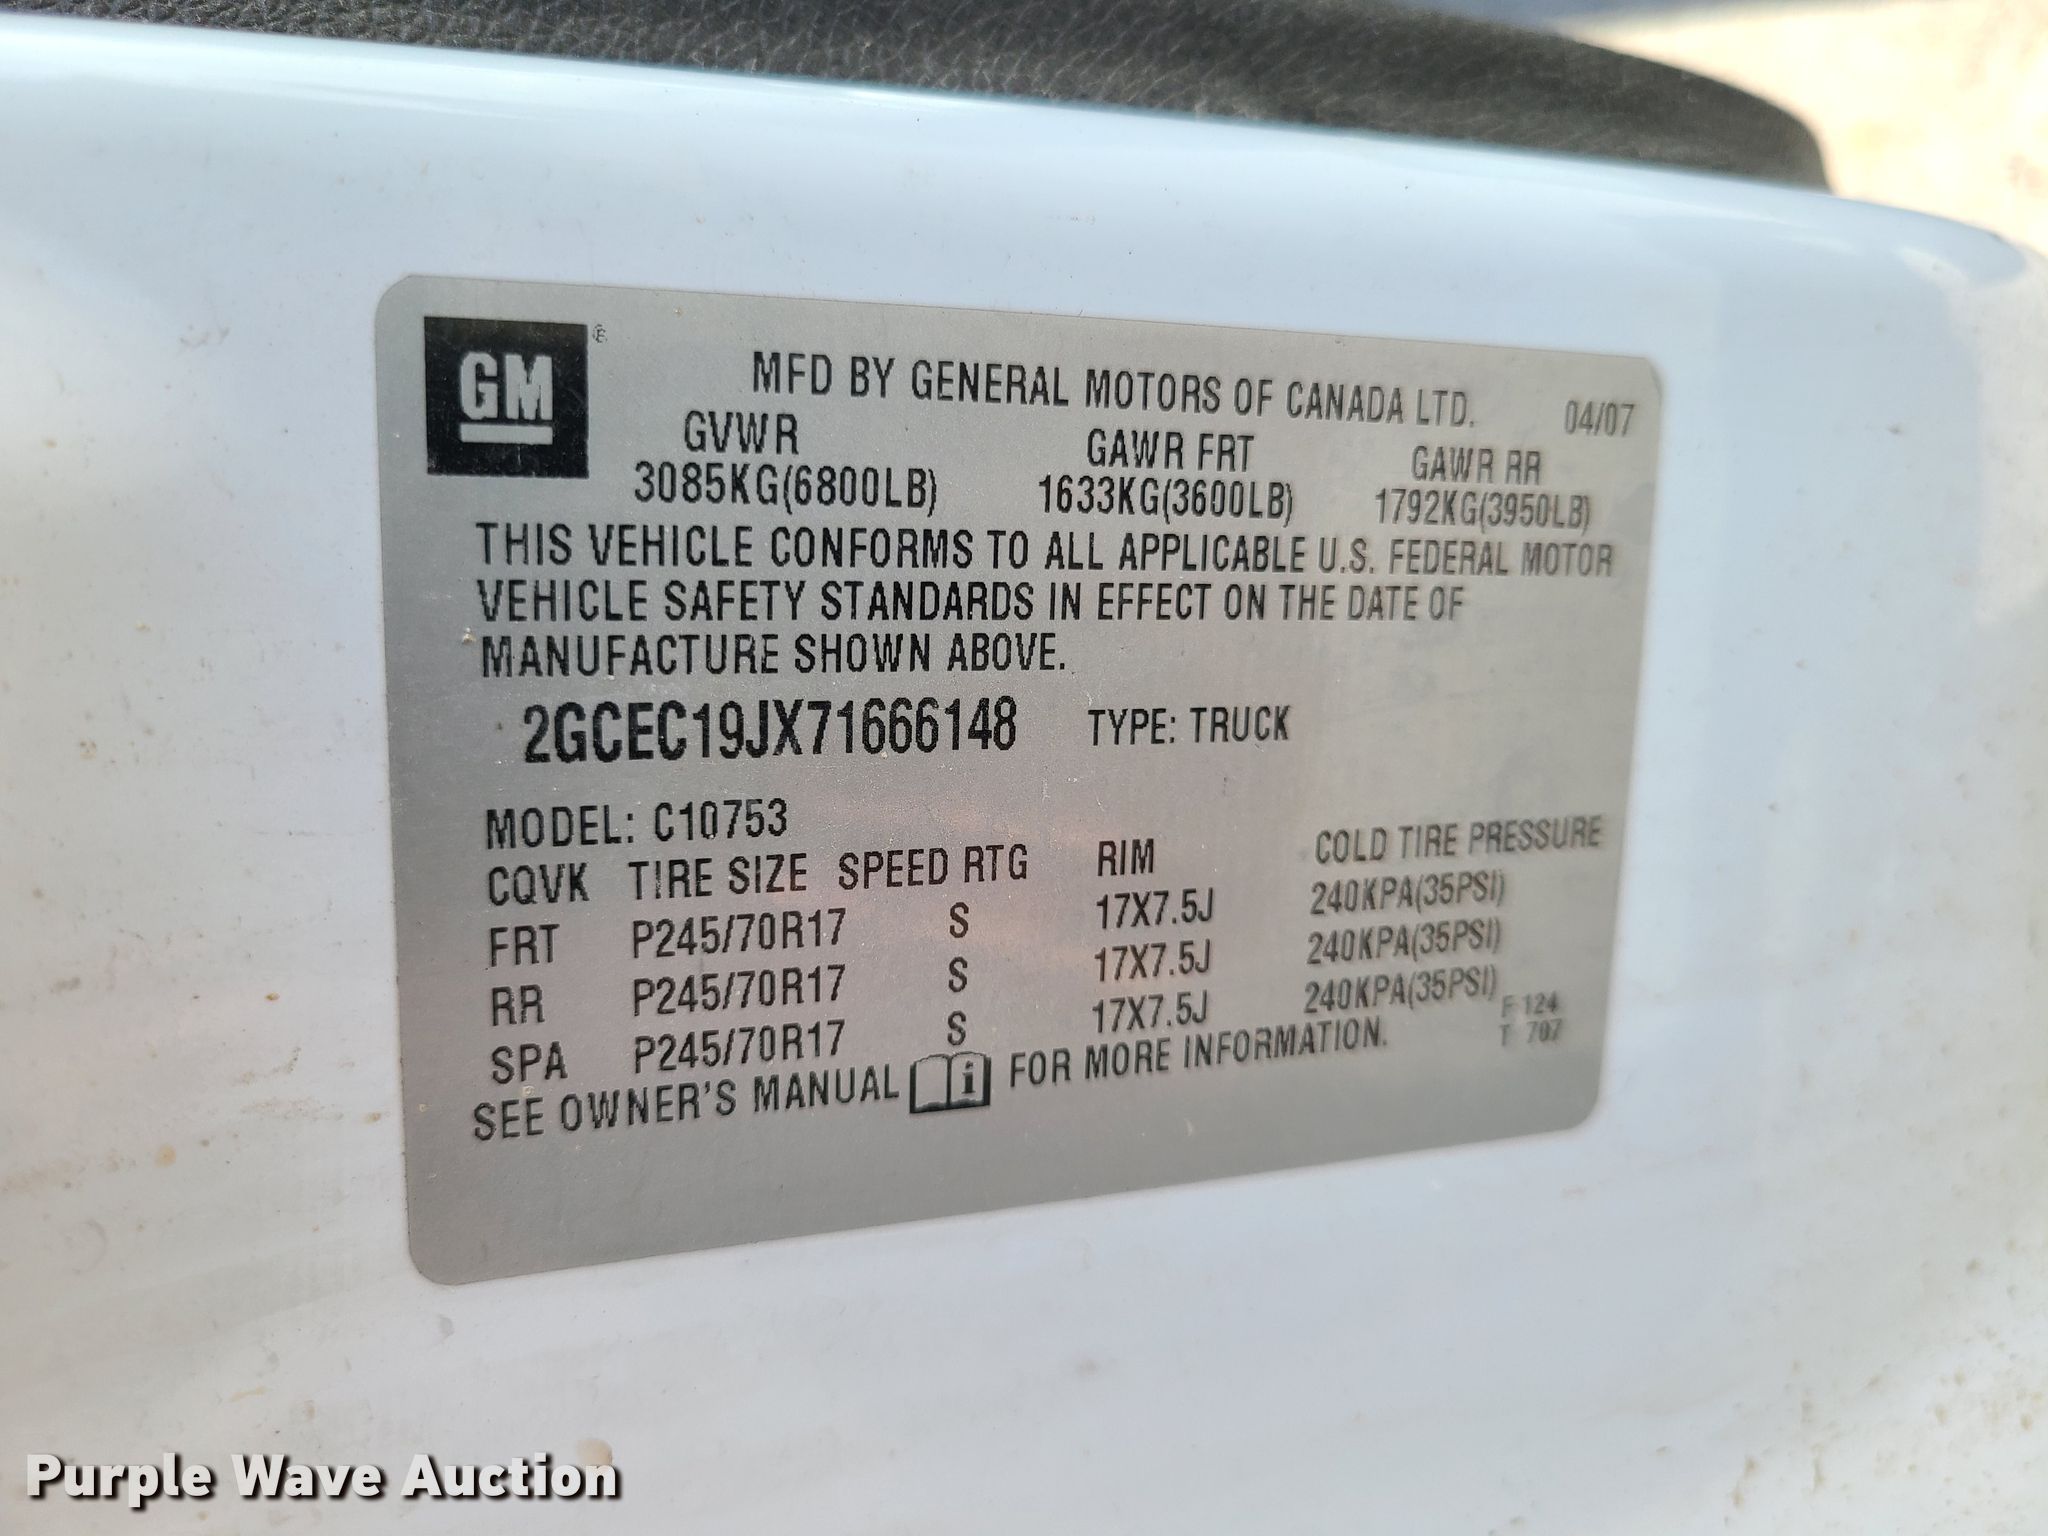 GM ®
MFD BY GENERAL MOTORS OF CANADA LTD. 04/07
GVWR GAWR FRT GAWR RR
3085KG(6800LB) 1633KG(3600LB) 1792KG(3950LB)
THIS VEHICLE CONFORMS TO ALL APPLICABLE U.S. FEDERAL MOTOR
VEHICLE SAFETY STANDARDS IN EFFECT ON THE DATE OF
MANUFACTURE SHOWN ABOVE.
2GCEC19JX71666148 TYPE: TRUCK
MODEL: C10753
CQVK TIRE SIZE SPEED RTG RIM COLD TIRE PRESSURE
FRT P245/70R17 S 17X7.5J 240KPA(35PSI)
RR P245/70R17 S 17X7.5J 240KPA(35PSI)
SPA P245/70R17 S 17X7.5J 240KPA(35PSI)
F 124
T 707
SEE OWNER'S MANUAL i FOR MORE INFORMATION.
Purple Wave Auction